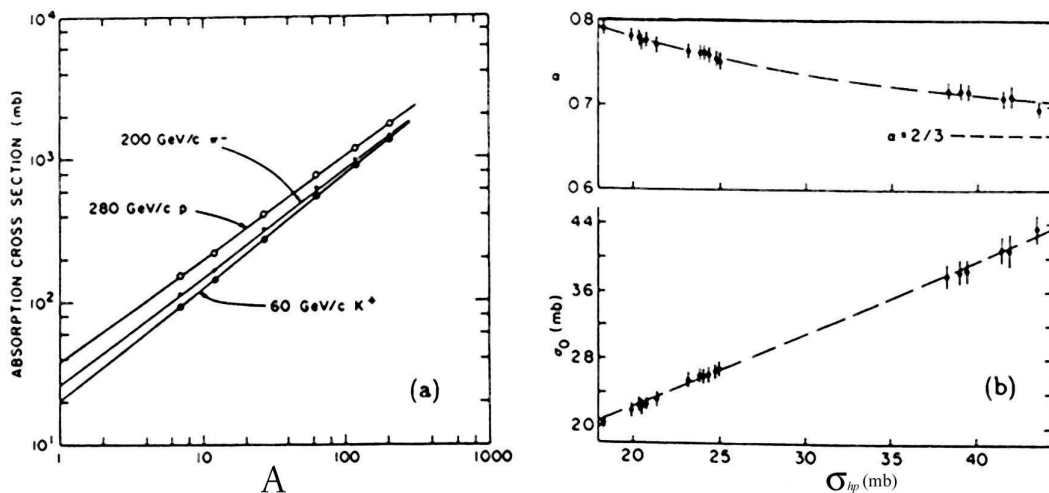 10⁴
10³
10²
10¹
ABSORPTION CROSS SECTION (mb)
200 GeV/c π⁻
280 GeV/c p
60 GeV/c K⁺
(a)
1 10 100 1000
A
0.8
0.7
0.6
α
α = 2/3
44
36
28
20
σ₀ (mb)
(b)
20 25 30 35 40
σhp (mb)